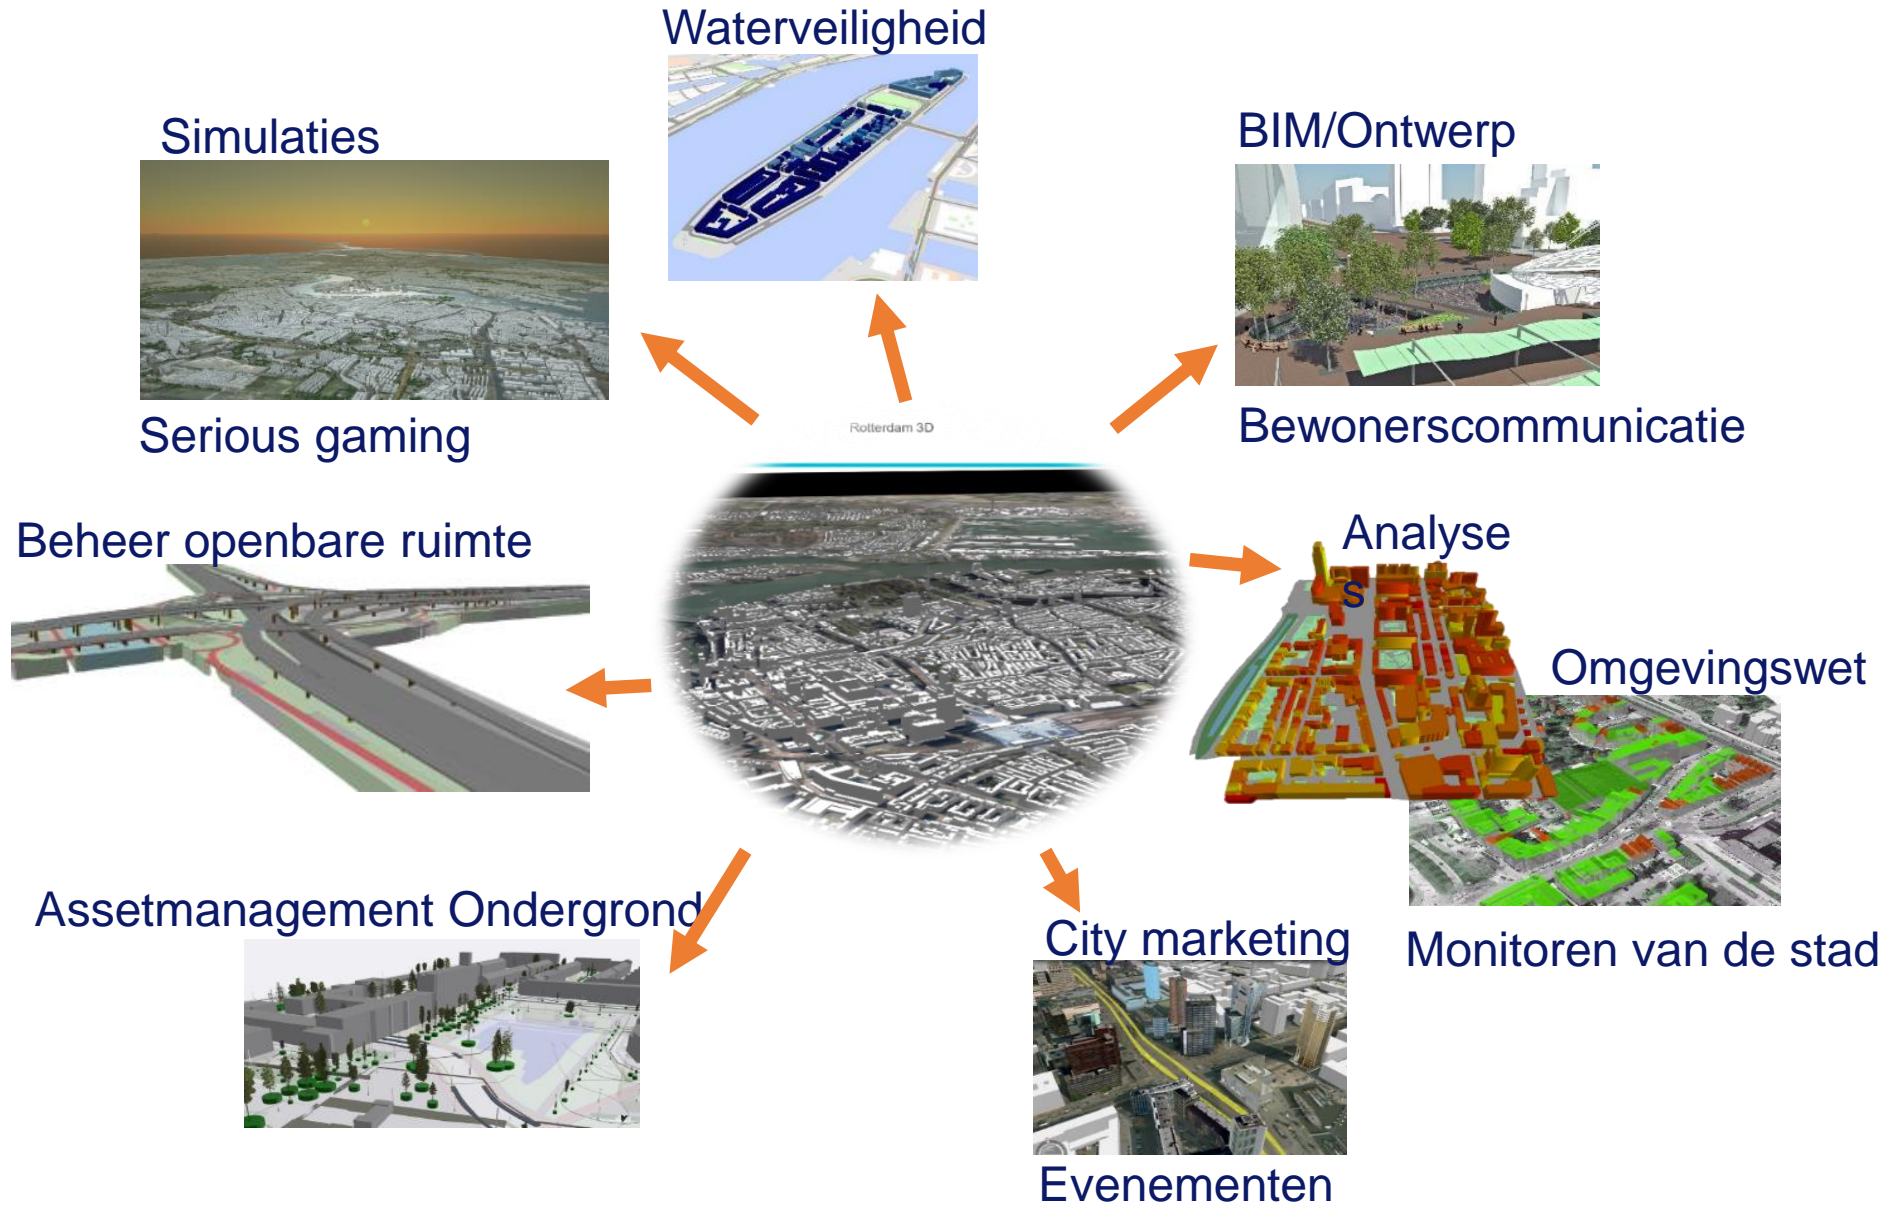 Waterveiligheid
Simulaties
BIM/Ontwerp
Serious gaming
Bewonerscommunicatie
Rotterdam 3D
Beheer openbare ruimte
Analyse
s
Omgevingswet
Assetmanagement Ondergrond
City marketing
Monitoren van de stad
Evenementen